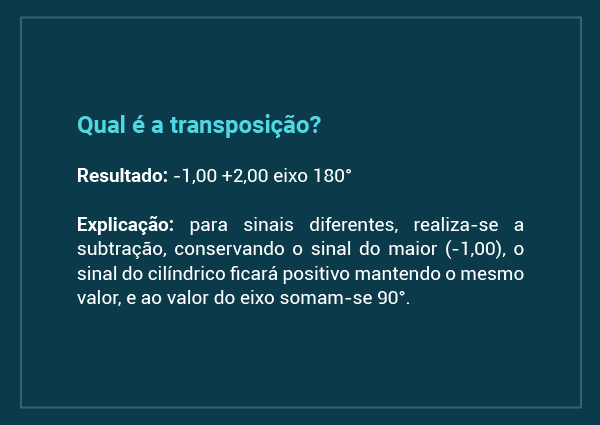 Qual é a transposição?
Resultado: -1,00 +2,00 eixo 180°
Explicação: para sinais diferentes, realiza-se a
subtração, conservando o sinal do maior (-1,00), o
sinal do cilíndrico ficará positivo mantendo o mesmo
valor, e ao valor do eixo somam-se 90°.